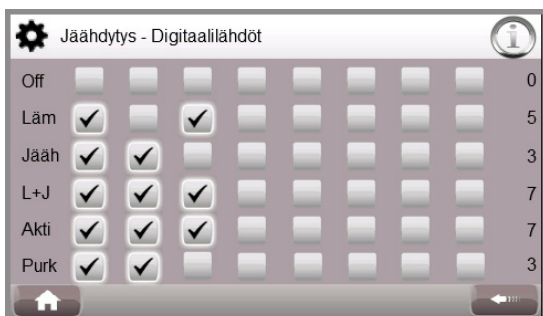 Jäähdytys - Digitaalilähdöt
Off 0
Läm 5
Jääh 3
L+J 7
Akti 7
Purk 3